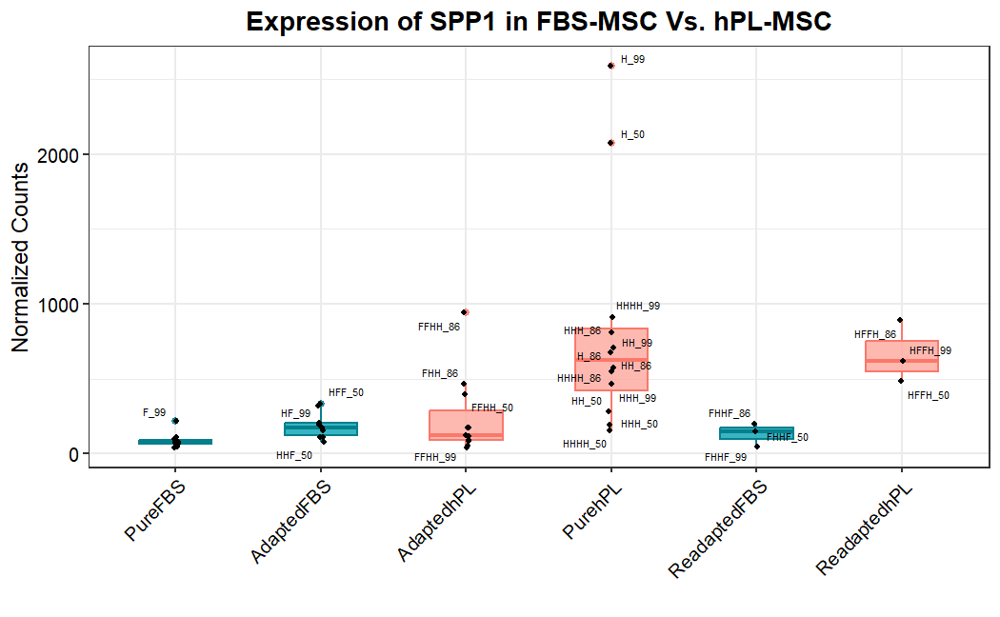 Expression of SPP1 in FBS-MSC Vs. hPL-MSC
Normalized Counts
2000
1000
0
H_99
H_50
HHHH_99
FFHH_86
HHH_86
HH_99
HFFH_86
HFFH_99
H_86
HH_86
FHH_86
HHHH_86
HFF_50
HFFH_50
HHH_99
HH_50
FFHH_50
F_99
HF_99
FHHF_86
HHH_50
FHHF_50
HHHH_50
HHF_50
FFHH_99
FHHF_99
PureFBS
AdaptedFBS
AdaptedhPL
PurehPL
ReadaptedFBS
ReadaptedhPL